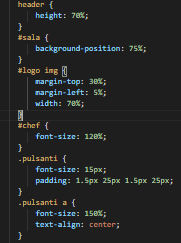 header {
    height: 70%;
}
#sala {
    background-position: 75%;
}
#logo img {
    margin-top: 30%;
    margin-left: 5%;
    width: 70%;
}
#chef {
    font-size: 120%;
}
.pulsanti {
    font-size: 15px;
    padding: 1.5px 25px 1.5px 25px;
}
.pulsanti a {
    font-size: 150%;
    text-align: center;
}